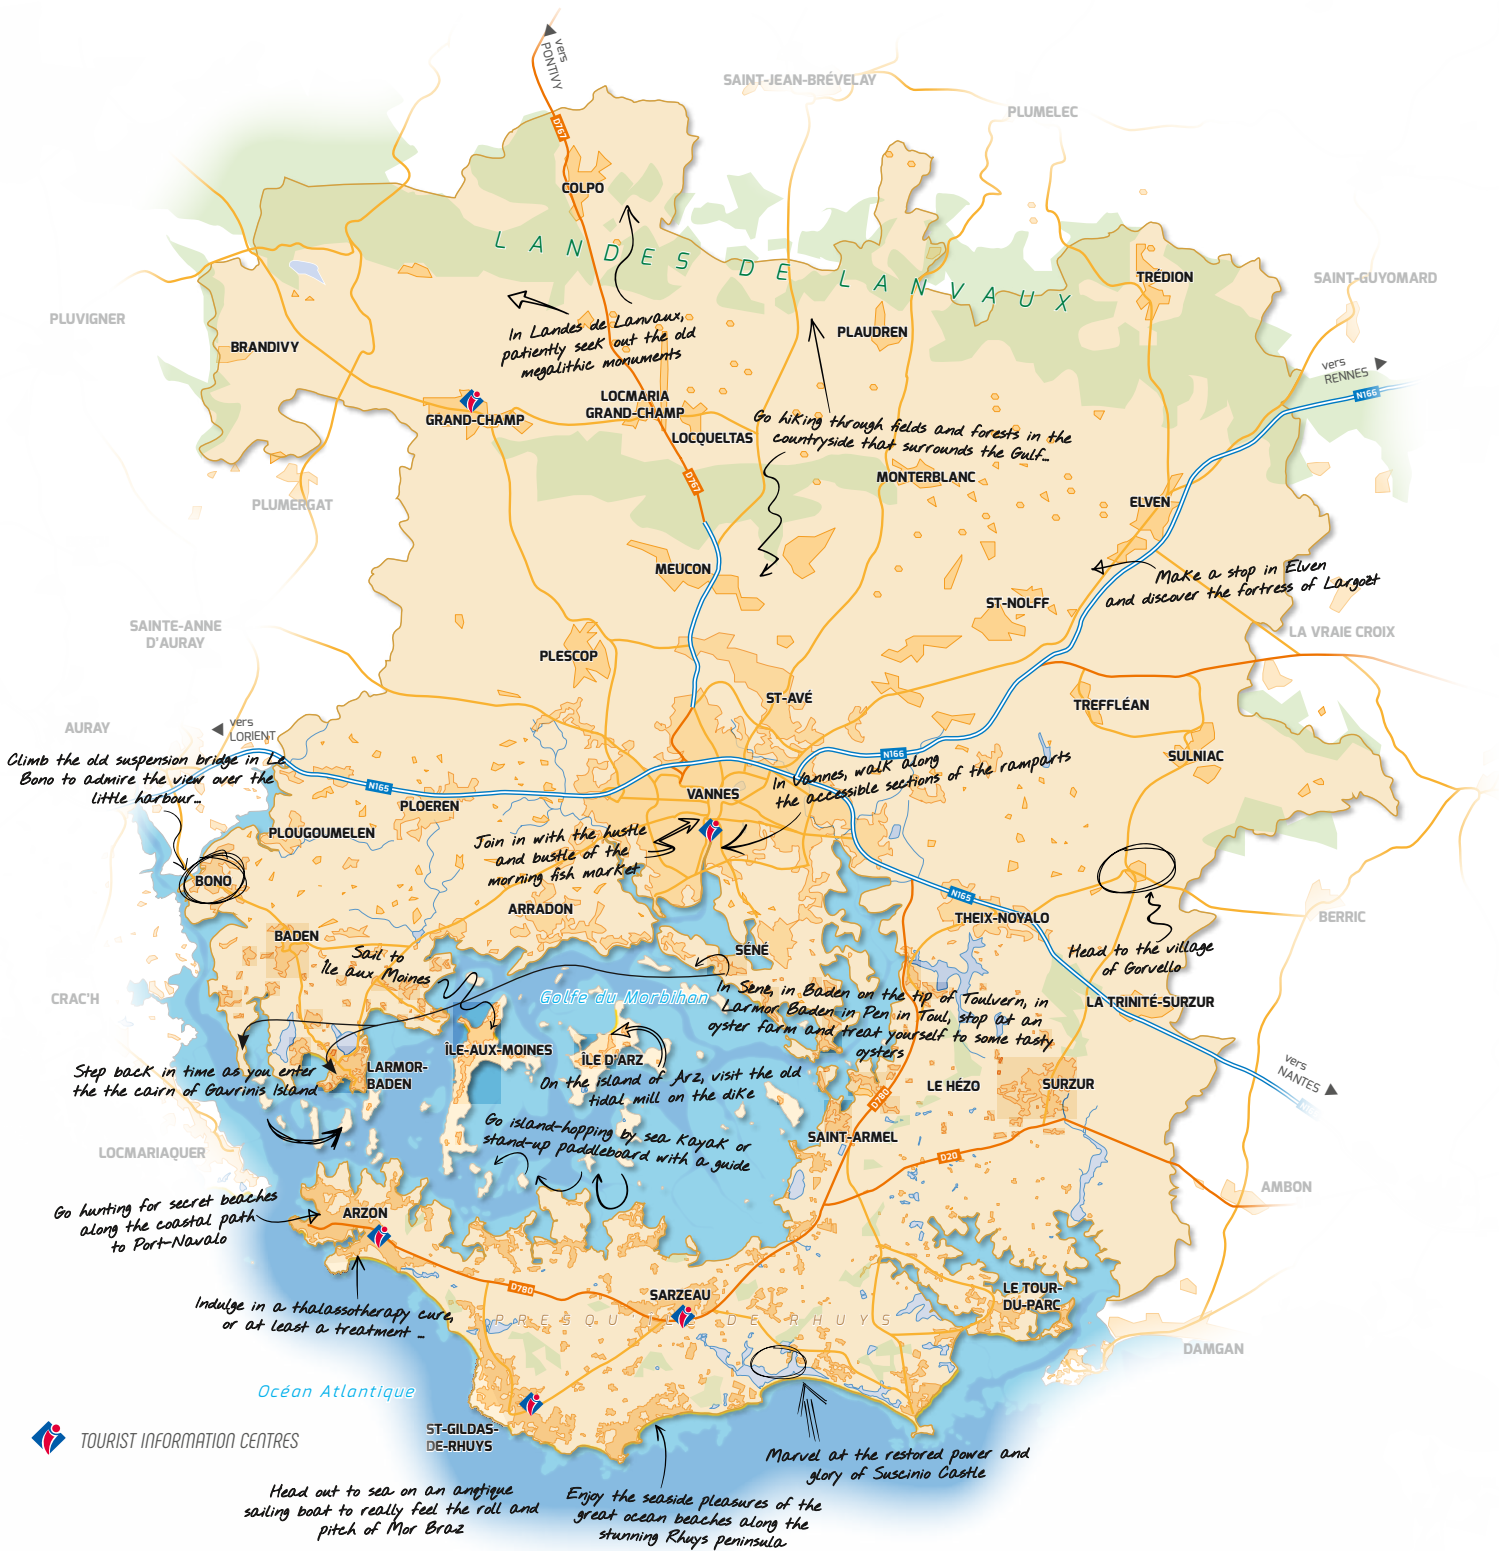 vers
PONTIVY
SAINT-JEAN-BRÉVELAY
PLUMELEC
D767
COLPO
LANDES DE LANVAUX
TRÉDION
SAINT-GUYOMARD
PLUVIGNER
BRANDIVY
In Landes de Lanvaux,
patiently seek out the old
megalithic monuments
PLAUDREN
vers
RENNES
N166
LOCMARIA
GRAND-CHAMP
GRAND-CHAMP
LOCQUELTAS
Go hiking through fields and forests in the
countryside that surrounds the Gulf...
D767
MONTERBLANC
PLUMERGAT
ELVEN
MEUCON
Make a stop in Elven
and discover the fortress of Largoët
ST-NOLFF
SAINTE-ANNE
D'AURAY
LA VRAIE CROIX
PLESCOP
ST-AVÉ
TREFFLÉAN
AURAY
vers
LORIENT
SULNIAC
N166
Climb the old suspension bridge in Le
Bono to admire the view over the
little harbour...
In Vannes, walk along
the accessible sections of the ramparts
N165
PLOEREN
VANNES
PLOUGOUMELEN
Join in with the hustle
and bustle of the
morning fish market
BONO
N165
ARRADON
THEIX-NOYALO
BERRIC
BADEN
SÉNÉ
Sail to
Île aux Moines
Head to the village
of Gorvello
CRAC'H
Golfe du Morbihan
In Sene, in Baden on the tip of Toulvern, in
Larmor Baden in Pen in Toul, stop at an
oyster farm and treat yourself to some tasty
oysters
LA TRINITÉ-SURZUR
ÎLE-AUX-MOINES
ÎLE D'ARZ
LARMOR-
BADEN
Step back in time as you enter
the the cairn of Gavrinis Island
On the island of Arz, visit the old
tidal mill on the dike
LE HÉZO
SURZUR
vers
NANTES
D780
Go island-hopping by sea kayak or
stand-up paddleboard with a guide
SAINT-ARMEL
LOCMARIAQUER
D20
AMBON
Go hunting for secret beaches
along the coastal path
to Port-Navalo
ARZON
D780
SARZEAU
LE TOUR-
DU-PARC
Indulge in a thalassotherapy cure,
or at least a treatment ...
PRESQU'ILE DE RHUYS
DAMGAN
Océan Atlantique
ST-GILDAS-
DE-RHUYS
TOURIST INFORMATION CENTRES
Marvel at the restored power and
glory of Suscinio Castle
Head out to sea on an anqtique
sailing boat to really feel the roll and
pitch of Mor Braz
Enjoy the seaside pleasures of the
great ocean beaches along the
stunning Rhuys peninsula